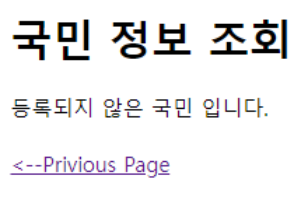 국민 정보 조회
등록되지 않은 국민 입니다.
<--Privious Page